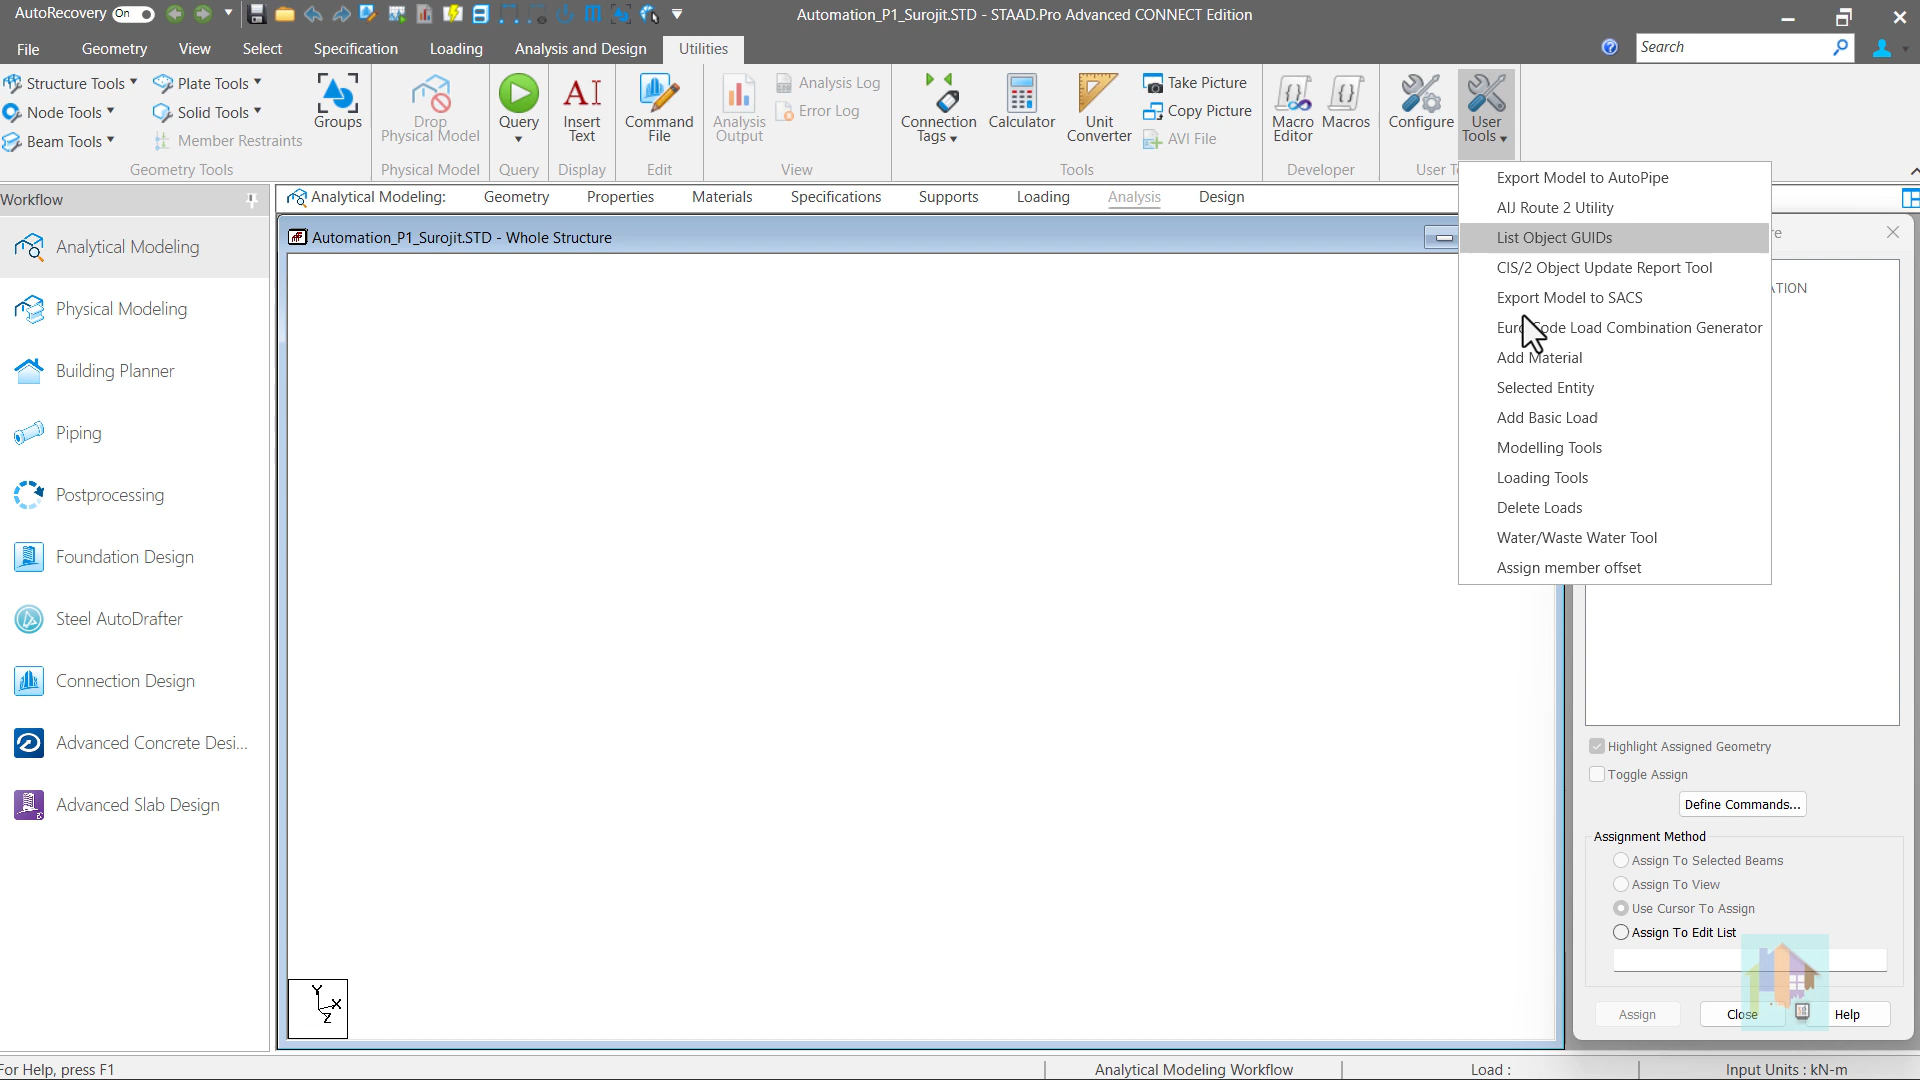 AutoRecovery On
Automation_P1_Surojit.STD - STAAD.Pro Advanced CONNECT Edition
File Geometry View Select Specification Loading Analysis and Design Utilities
Search
Structure Tools Plate Tools
Node Tools Solid Tools
Beam Tools Member Restraints
Geometry Tools
Groups
Drop
Physical Model
Physical Model
Query
Query
Insert
Text
Display
Command
File
Edit
Analysis
Output
Analysis Log
Error Log
View
Connection
Tags
Calculator
Unit
Converter
Take Picture
Copy Picture
AVI File
Tools
Macro
Editor
Macros
Developer
Configure
User
Tools
User T
Export Model to AutoPipe
AIJ Route 2 Utility
List Object GUIDs
CIS/2 Object Update Report Tool
Export Model to SACS
Code Load Combination Generator
Add Material
Selected Entity
Add Basic Load
Modelling Tools
Loading Tools
Delete Loads
Water/Waste Water Tool
Assign member offset
Workflow
Analytical Modeling
Physical Modeling
Building Planner
Piping
Postprocessing
Foundation Design
Steel AutoDrafter
Connection Design
Advanced Concrete Desi...
Advanced Slab Design
Analytical Modeling: Geometry Properties Materials Specifications Supports Loading Analysis Design
Automation_P1_Surojit.STD - Whole Structure
Y
X
Z
re
ATION
Highlight Assigned Geometry
Toggle Assign
Define Commands...
Assignment Method
Assign To Selected Beams
Assign To View
Use Cursor To Assign
Assign To Edit List
Assign Close Help
For Help, press F1
Analytical Modeling Workflow
Load :
Input Units : kN-m